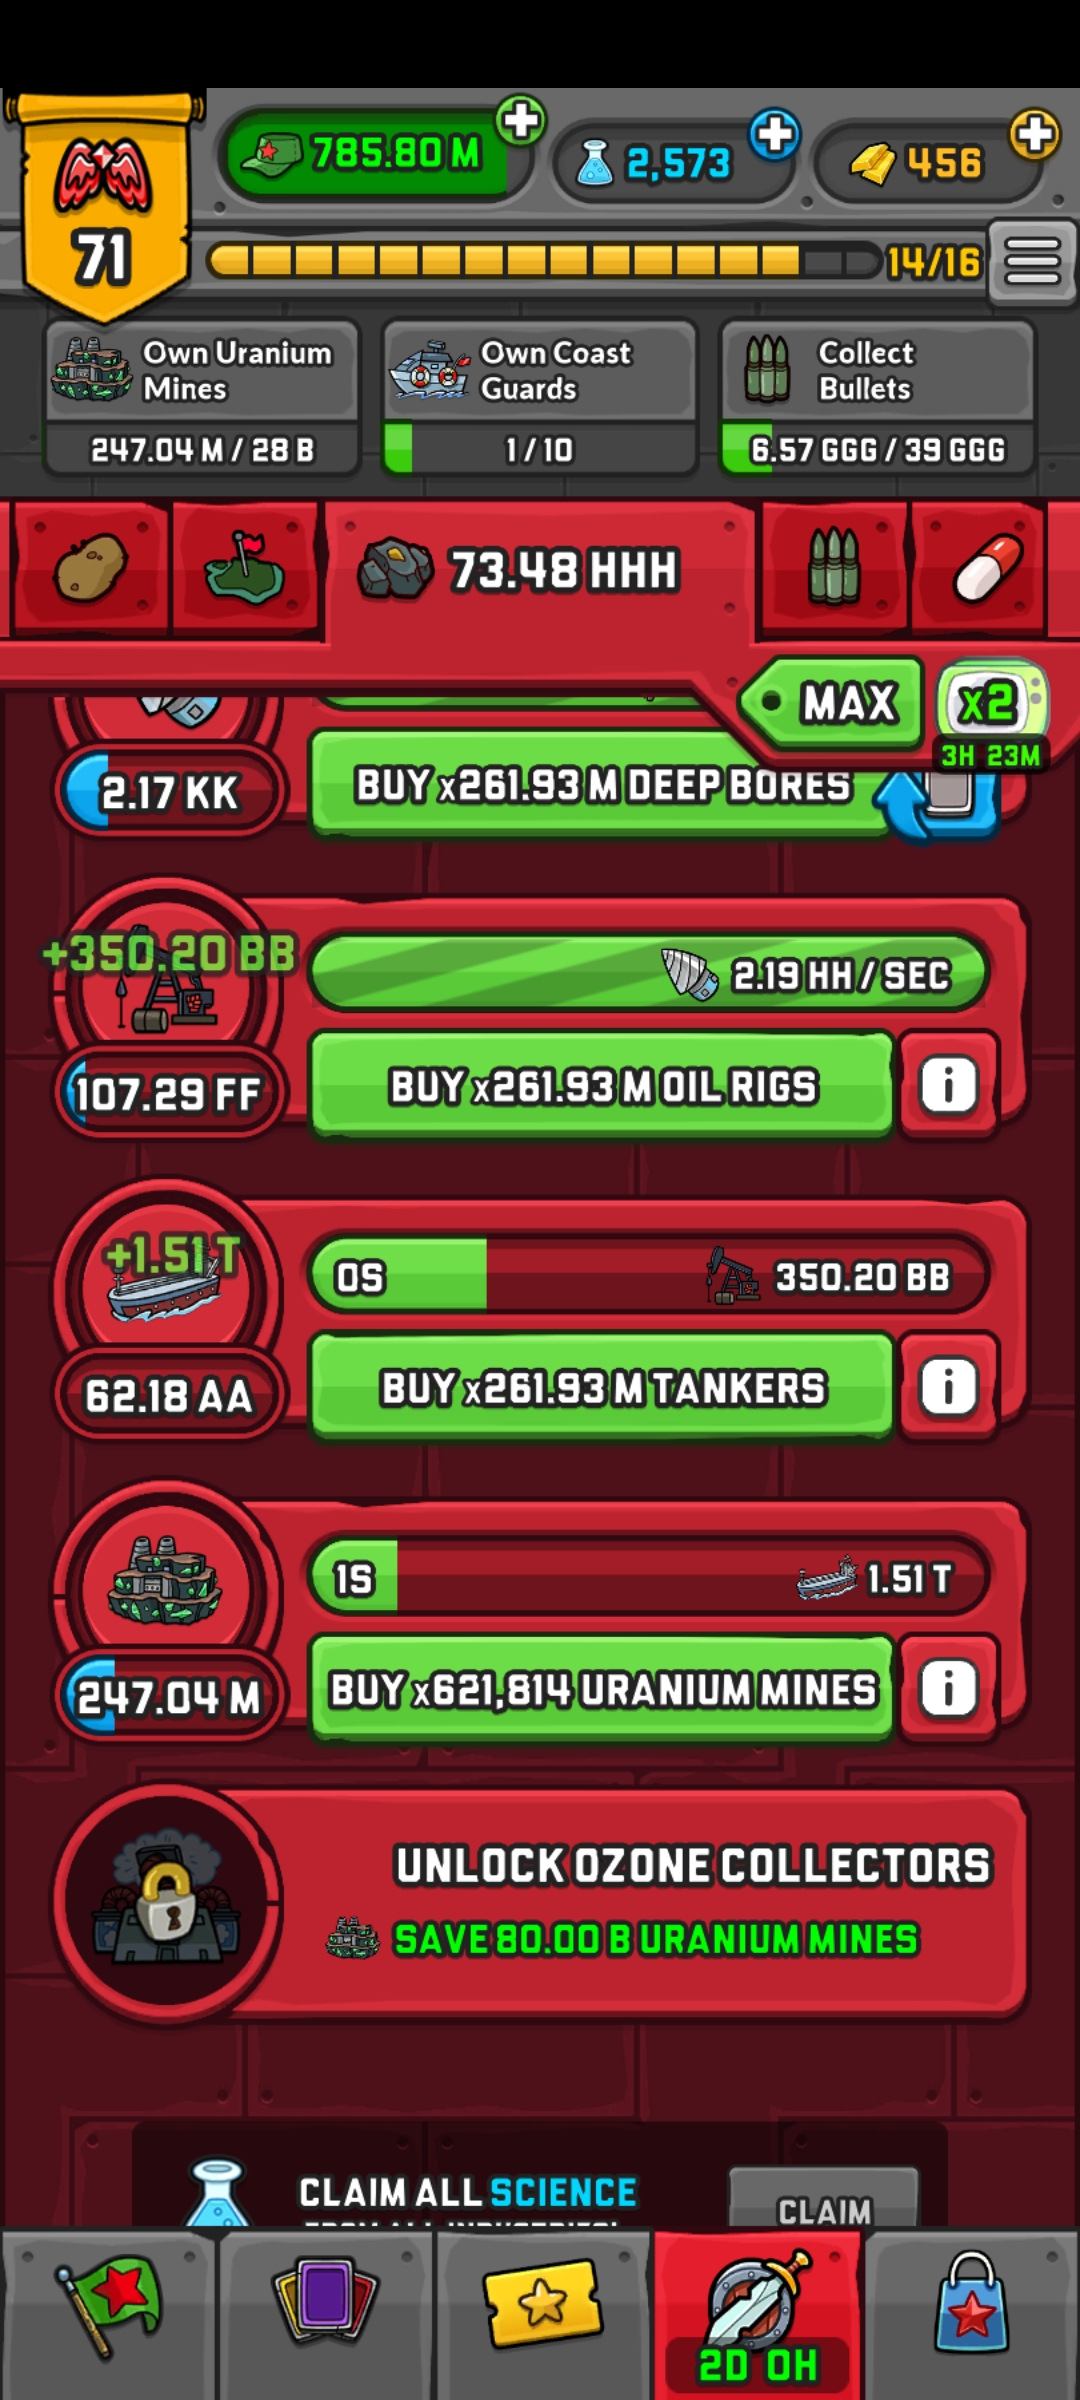 785.80 M
2,573
456
71
14/16
Own Uranium
Mines
247.04 M / 28 B
Own Coast
Guards
1 / 10
Collect
Bullets
6.57 GGG / 39 GGG
73.48 HHH
MAX
x2
3H 23M
2.17 KK
BUY x261.93 M DEEP BORES
+350.20 BB
2.19 HH / SEC
107.29 FF
BUY x261.93 M OIL RIGS
i
+1.51 T
0S
350.20 BB
62.18 AA
BUY x261.93 M TANKERS
i
1S
1.51 T
247.04 M
BUY x621,814 URANIUM MINES
i
UNLOCK OZONE COLLECTORS
SAVE 80.00 B URANIUM MINES
CLAIM ALL SCIENCE
FROM ALL INDUSTRIES!
CLAIM
2D 0H